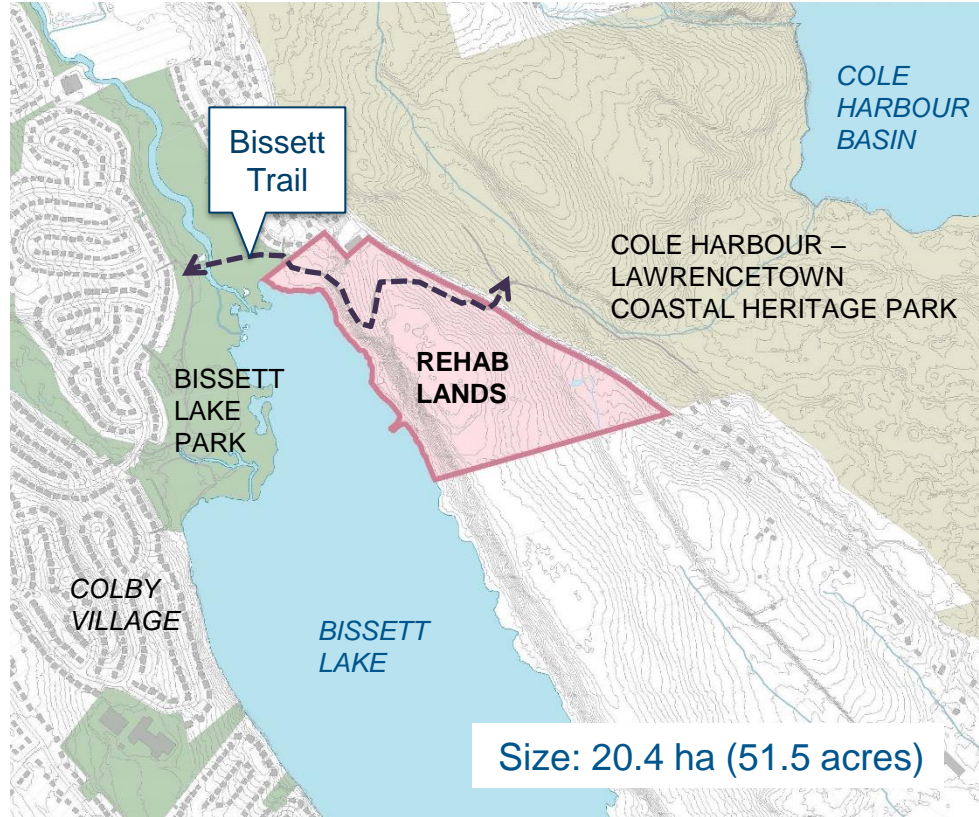 COLE
HARBOUR
BASIN
Bissett
Trail
COLE HARBOUR –
LAWRENCETOWN
COASTAL HERITAGE PARK
REHAB
LANDS
BISSETT
LAKE
PARK
COLBY
VILLAGE
BISSETT
LAKE
Size: 20.4 ha (51.5 acres)